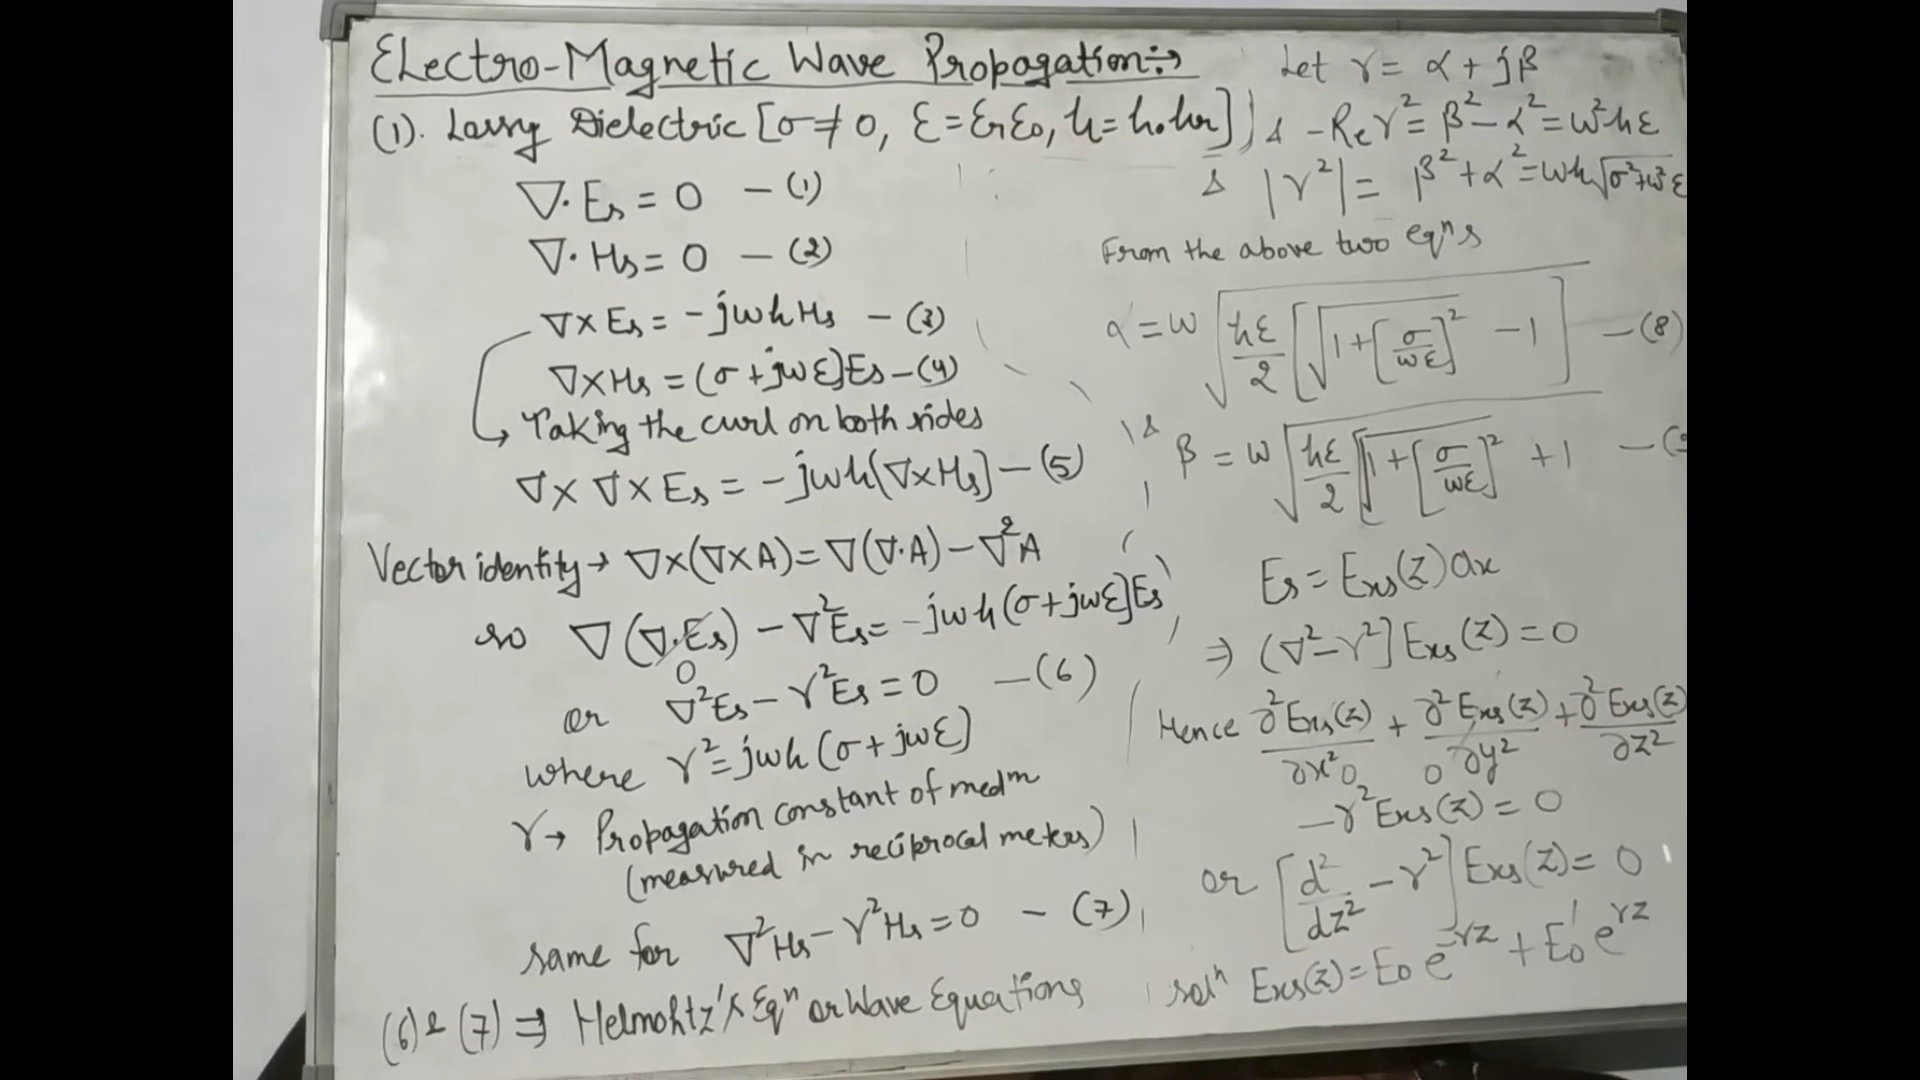 Electro-Magnetic Wave Propagation:→
(1). Lossy Dielectric [σ ≠ 0, ε = εrε0, μ = μ0μr]
∇·Es = 0 — (1)
∇·Hs = 0 — (2)
∇×Es = -jωμHs — (3)
∇×Hs = (σ + jωε)Es — (4)
Taking the curl on both sides
∇×∇×Es = -jωμ(∇×Hs) — (5)
Vector identity → ∇×(∇×A) = ∇(∇·A) - ∇²A
so ∇(∇·Es) - ∇²Es = -jωμ(σ + jωε)Es
0
or ∇²Es - γ²Es = 0 — (6)
where γ² = jωμ(σ + jωε)
γ → Propagation constant of medm
(measured in reciprocal meters)
same for ∇²Hs - γ²Hs = 0 — (7)
(6) & (7) ⇒ Helmohtz's Eqn or Wave Equations
Let γ = α + jβ
& -Re γ² = β² - α² = ω²με
& |γ²| = β² + α² = ωμ√σ²+ω²ε
From the above two eqns
α = ω √(με/2 [√(1 + [σ/ωε]²) - 1]) — (8)
& β = ω √(με/2 [√(1 + [σ/ωε]²) + 1 — (
Es = Exs(z)ax
⇒ (∇² - γ²)Exs(z) = 0
Hence ∂²Exs(z)/∂x² + ∂²Exs(z)/∂y² + ∂²Exs(z)/∂z²
0 0
-γ²Exs(z) = 0
or [d²/dz² - γ²] Exs(z) = 0
soln Exs(z) = E0 e^-γz + E0' e^γz